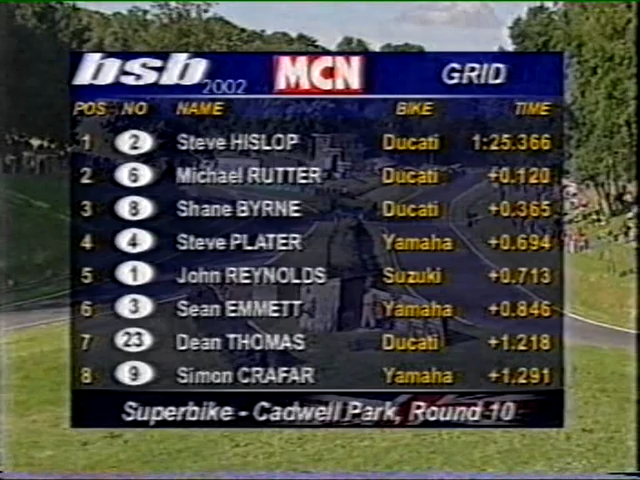 bsb 2002 MCN GRID
POS NO NAME BIKE TIME
1 2 Steve HISLOP Ducati 1:25.366
2 6 Michael RUTTER Ducati +0.120
3 8 Shane BYRNE Ducati +0.365
4 4 Steve PLATER Yamaha +0.694
5 1 John REYNOLDS Suzuki +0.713
6 3 Sean EMMETT Yamaha +0.846
7 23 Dean THOMAS Ducati +1.218
8 9 Simon CRAFAR Yamaha +1.291
Superbike - Cadwell Park, Round 10